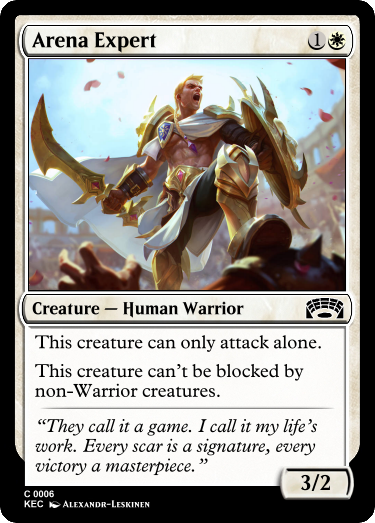 Arena Expert 1
Creature — Human Warrior
This creature can only attack alone.
This creature can't be blocked by
non-Warrior creatures.
“They call it a game. I call it my life's
work. Every scar is a signature, every
victory a masterpiece.”
3/2
C 0006
KEC Alexandr-Leskinen